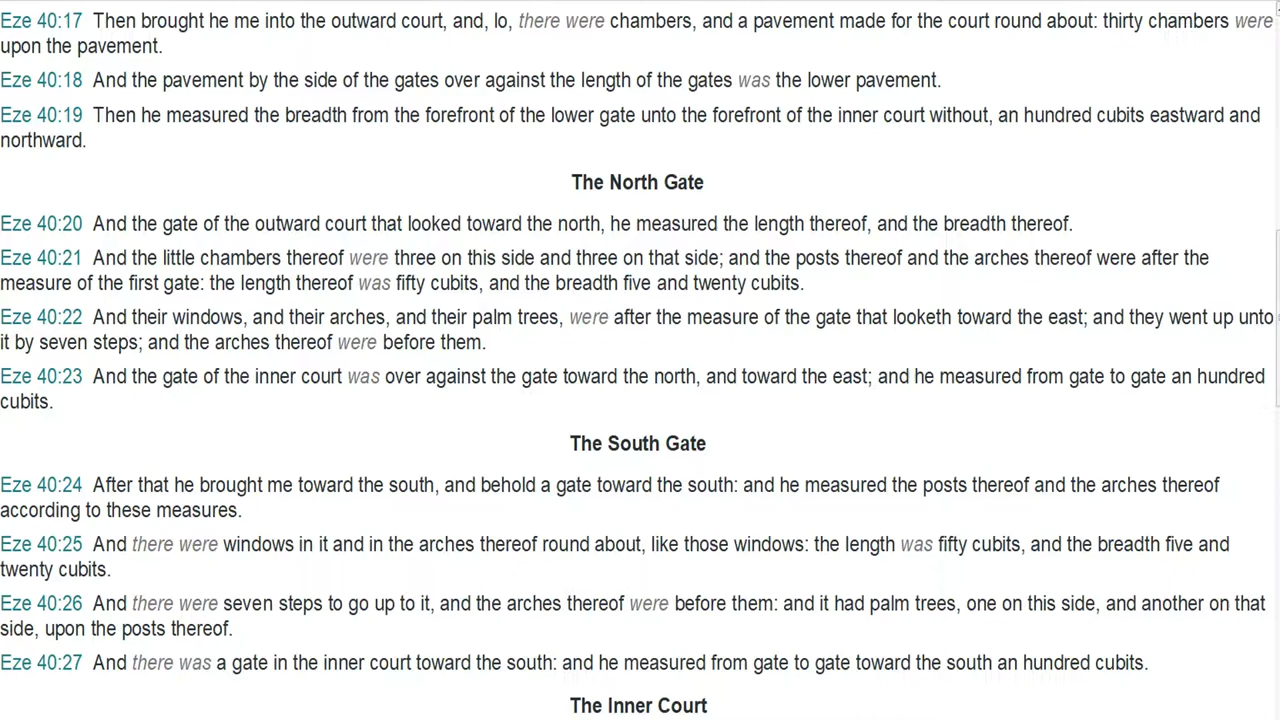 Eze 40:17 Then brought he me into the outward court, and, lo, there were chambers, and a pavement made for the court round about: thirty chambers were
upon the pavement.
Eze 40:18 And the pavement by the side of the gates over against the length of the gates was the lower pavement.
Eze 40:19 Then he measured the breadth from the forefront of the lower gate unto the forefront of the inner court without, an hundred cubits eastward and
northward.
The North Gate
Eze 40:20 And the gate of the outward court that looked toward the north, he measured the length thereof, and the breadth thereof.
Eze 40:21 And the little chambers thereof were three on this side and three on that side; and the posts thereof and the arches thereof were after the
measure of the first gate: the length thereof was fifty cubits, and the breadth five and twenty cubits.
Eze 40:22 And their windows, and their arches, and their palm trees, were after the measure of the gate that looketh toward the east; and they went up unto
it by seven steps; and the arches thereof were before them.
Eze 40:23 And the gate of the inner court was over against the gate toward the north, and toward the east; and he measured from gate to gate an hundred
cubits.
The South Gate
Eze 40:24 After that he brought me toward the south, and behold a gate toward the south: and he measured the posts thereof and the arches thereof
according to these measures.
Eze 40:25 And there were windows in it and in the arches thereof round about, like those windows: the length was fifty cubits, and the breadth five and
twenty cubits.
Eze 40:26 And there were seven steps to go up to it, and the arches thereof were before them: and it had palm trees, one on this side, and another on that
side, upon the posts thereof.
Eze 40:27 And there was a gate in the inner court toward the south: and he measured from gate to gate toward the south an hundred cubits.
The Inner Court